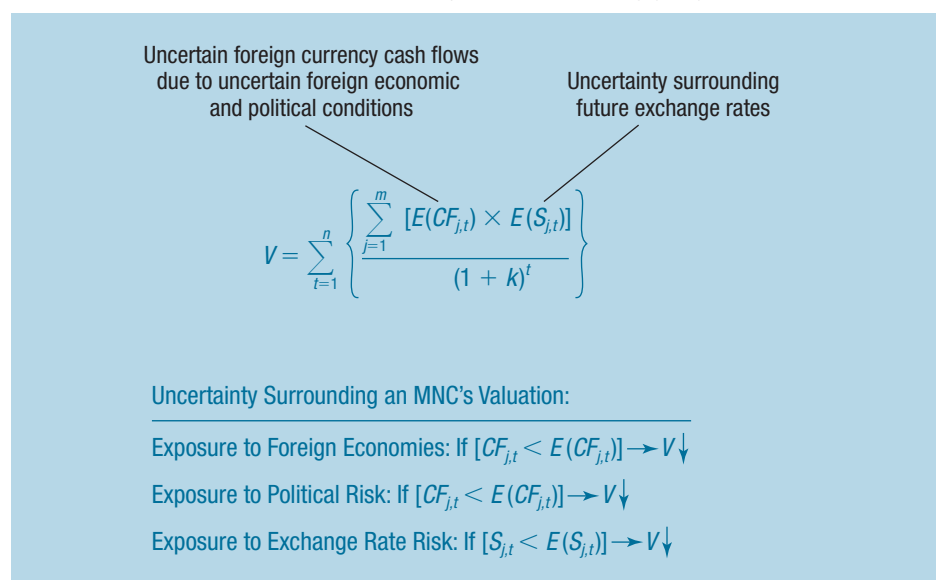 Uncertain foreign currency cash flows
due to uncertain foreign economic
and political conditions
Uncertainty surrounding
future exchange rates
V = ∑_{t=1}^{n} { ∑_{j=1}^{m} [E(CF_{j,t}) × E(S_{j,t})] / (1 + k)^t }
Uncertainty Surrounding an MNC’s Valuation:
Exposure to Foreign Economies: If [CF_{j,t} < E(CF_{j,t})] → V↓
Exposure to Political Risk: If [CF_{j,t} < E(CF_{j,t})] → V↓
Exposure to Exchange Rate Risk: If [S_{j,t} < E(S_{j,t})] → V↓